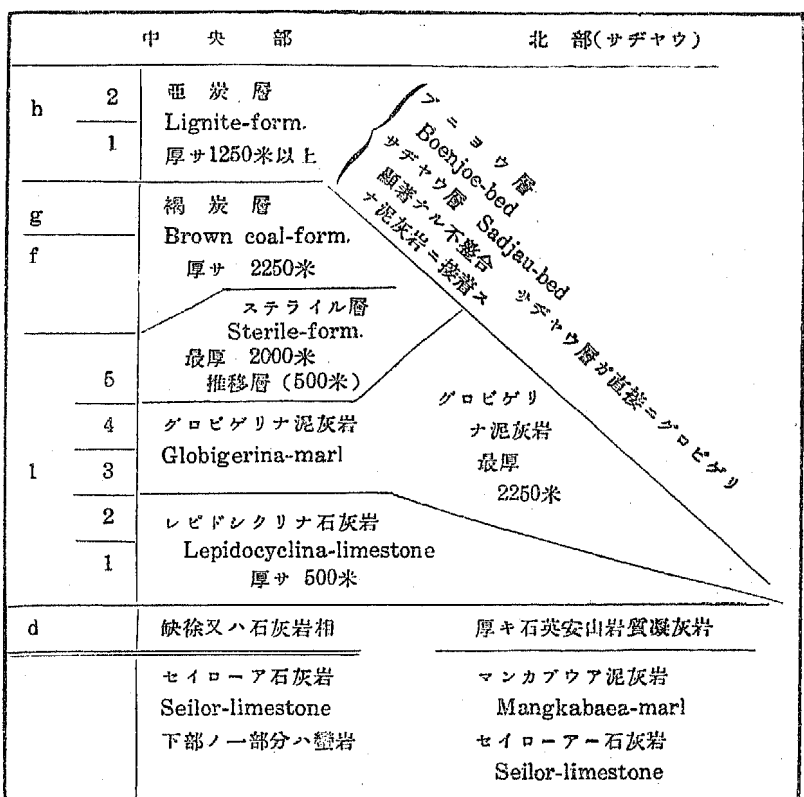 中央部 北部(サヂヤウ)
h 2 亜炭層
Lignite-form.
1 厚サ1250米以上
ブニヨウ層
Boenjoe-bed
サヂヤウ層 Sadjau-bed
顯著ナル不整合 サヂヤウ層ガ直接ニグロビゲリ
ナ泥灰岩ニ接着ス
g 褐炭層
Brown coal-form.
f
厚サ 2250米
ステライル層
Sterile-form.
最厚 2000米
5 推移層(500米)
4 グロビゲリナ泥灰岩
Globigerina-marl
1 3
グロビゲリ
ナ泥灰岩
最厚
2250米
2 レピドシクリナ石灰岩
Lepidocyclina-limestone
1 厚サ 500米
d 缺徐又ハ石灰岩相 厚キ石英安山岩質凝灰岩
セイローア石灰岩
Seilor-limestone
下部ノ一部分ハ蠻岩
マンカブウア泥灰岩
Mangkabaea-marl
セイローアー石灰岩
Seilor-limestone